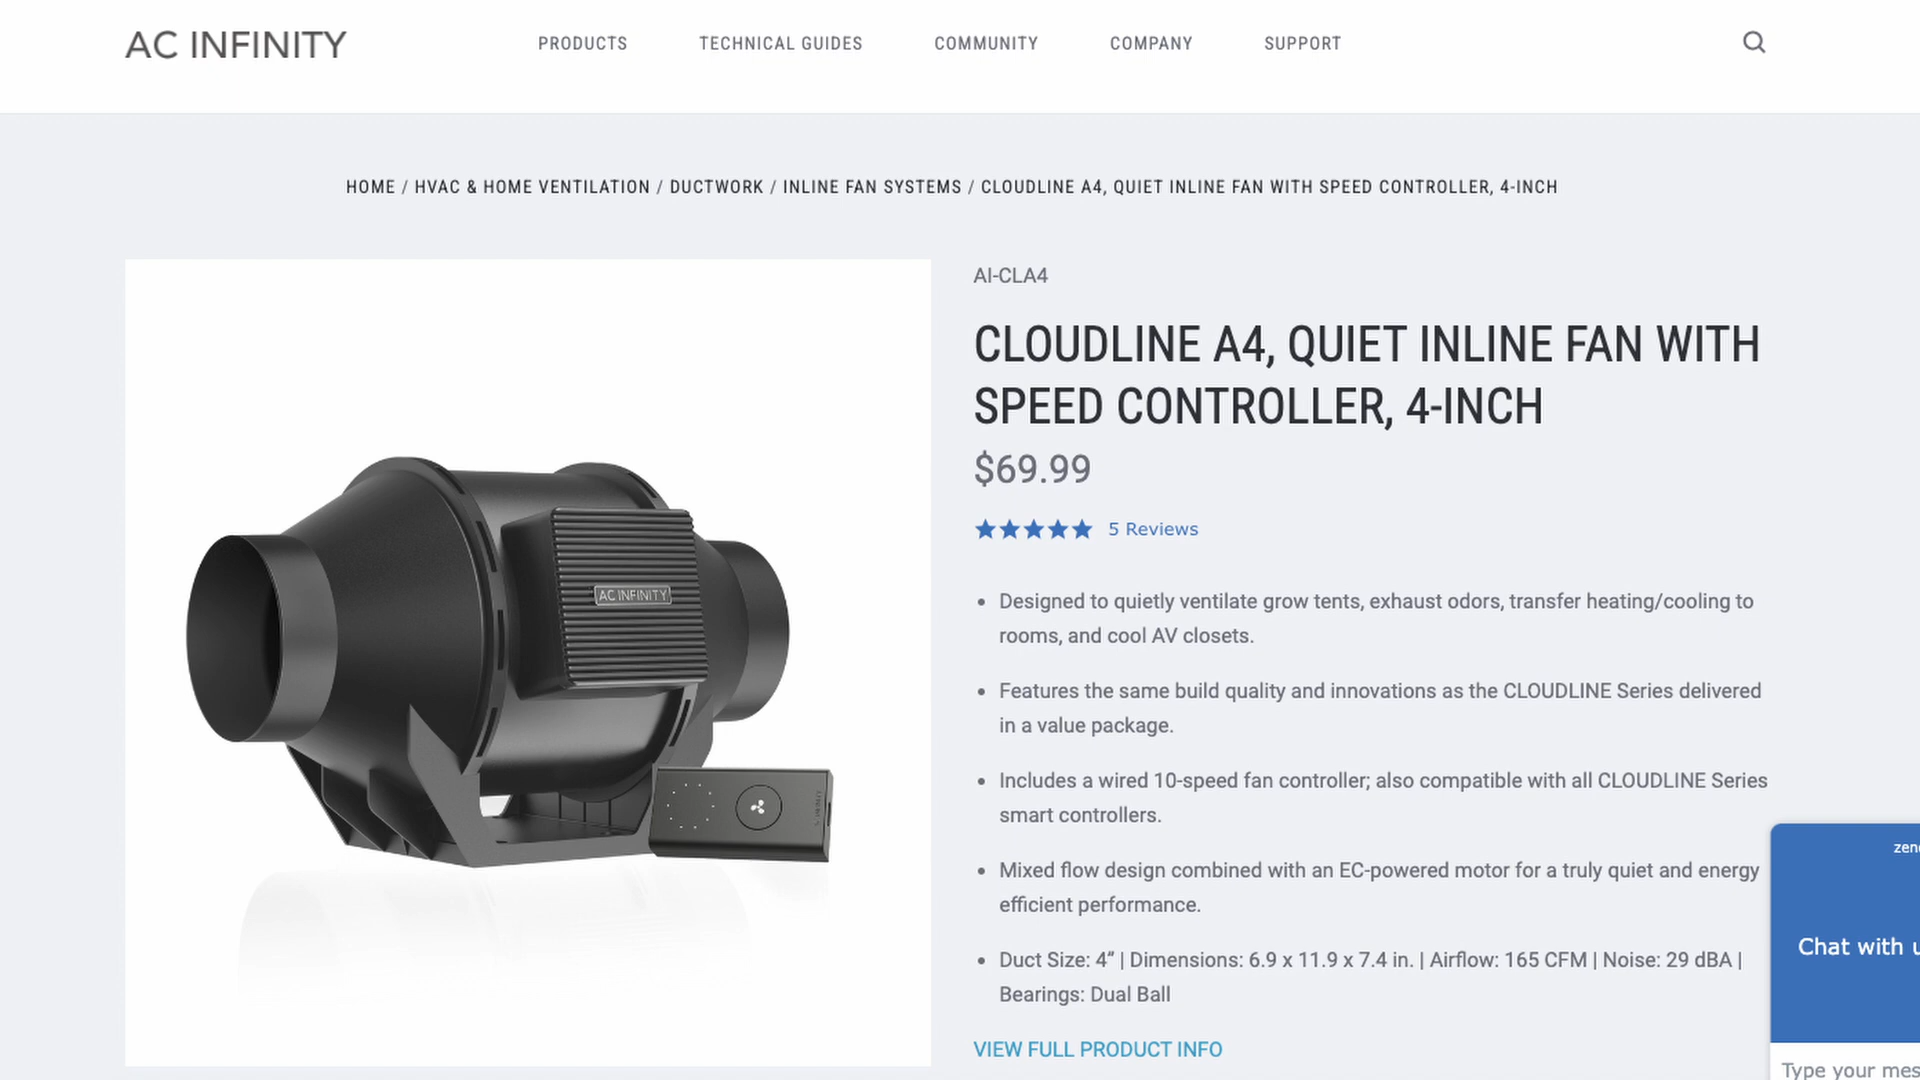 AC INFINITY
PRODUCTS
TECHNICAL GUIDES
COMMUNITY
COMPANY
SUPPORT
HOME / HVAC & HOME VENTILATION / DUCTWORK / INLINE FAN SYSTEMS / CLOUDLINE A4, QUIET INLINE FAN WITH SPEED CONTROLLER, 4-INCH
AC INFINITY
AI-CLA4
CLOUDLINE A4, QUIET INLINE FAN WITH
SPEED CONTROLLER, 4-INCH
$69.99
5 Reviews
• Designed to quietly ventilate grow tents, exhaust odors, transfer heating/cooling to
rooms, and cool AV closets.
• Features the same build quality and innovations as the CLOUDLINE Series delivered
in a value package.
• Includes a wired 10-speed fan controller; also compatible with all CLOUDLINE Series
smart controllers.
• Mixed flow design combined with an EC-powered motor for a truly quiet and energy
efficient performance.
• Duct Size: 4“ | Dimensions: 6.9 x 11.9 x 7.4 in. | Airflow: 165 CFM | Noise: 29 dBA |
Bearings: Dual Ball
VIEW FULL PRODUCT INFO
zen
Chat with u
Type your mes